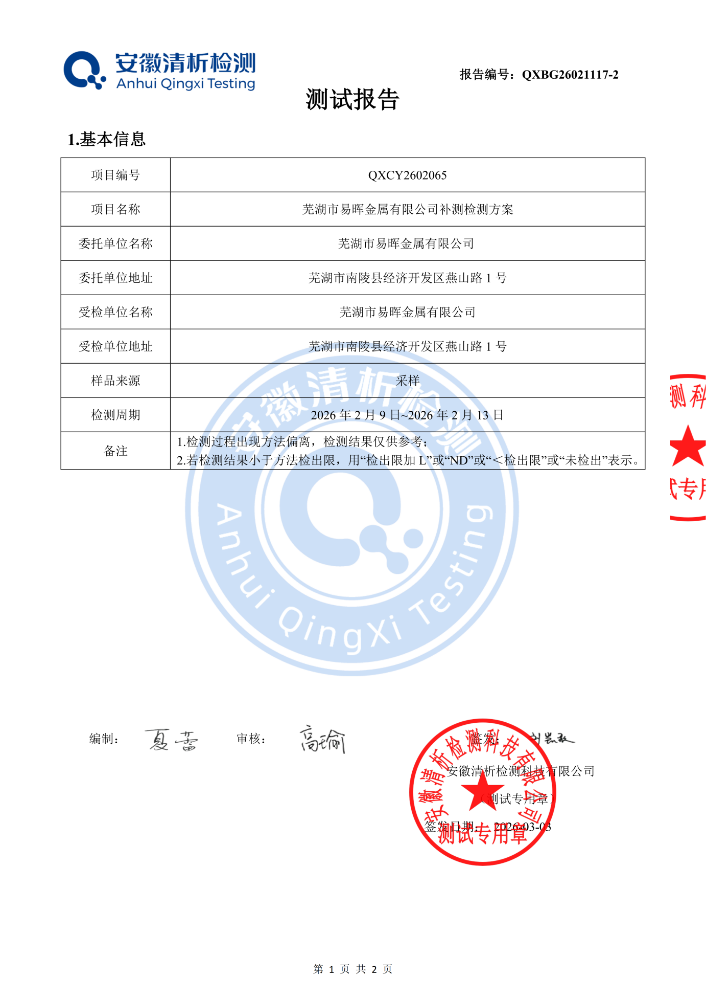 安徽清析检测
Anhui Qingxi Testing
报告编号：QXBG26021117-2
测试报告
1.基本信息
项目编号 QXCY2602065
项目名称 芜湖市易晖金属有限公司补测检测方案
委托单位名称 芜湖市易晖金属有限公司
委托单位地址 芜湖市南陵县经济开发区燕山路 1 号
受检单位名称 芜湖市易晖金属有限公司
受检单位地址 芜湖市南陵县经济开发区燕山路 1 号
样品来源 采样
检测周期 2026 年 2 月 9 日~2026 年 2 月 13 日
备注 1.检测过程出现方法偏离，检测结果仅供参考；
2.若检测结果小于方法检出限，用“检出限加 L”或“ND”或“＜检出限”或“未检出”表示。
安徽清析检测
Anhui QingXi Testing
测科
试专用
编制： 夏蕾 审核： 高瑜 签发：
安徽清析检测科技有限公司
（测试专用章）
签发日期： 2026-03-03
安徽清析检测科技有限公司
测试专用章
第 1 页 共 2 页